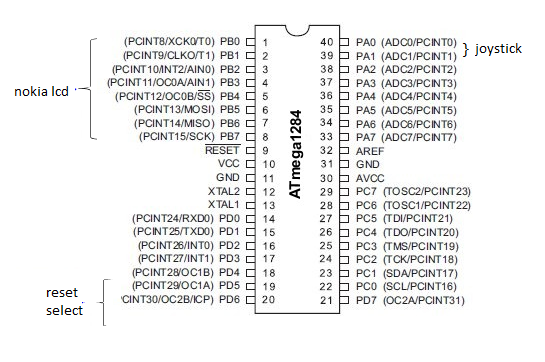 (PCINT8/XCK0/T0) PB0 1 40 PA0 (ADC0/PCINT0)
joystick
(PCINT9/CLKO/T1) PB1 2 39 PA1 (ADC1/PCINT1)
(PCINT10/INT2/AIN0) PB2 3 38 PA2 (ADC2/PCINT2)
(PCINT11/OC0A/AIN1) PB3 4 37 PA3 (ADC3/PCINT3)
nokia lcd
(PCINT12/OC0B/SS) PB4 5 36 PA4 (ADC4/PCINT4)
(PCINT13/MOSI) PB5 6 35 PA5 (ADC5/PCINT5)
(PCINT14/MISO) PB6 7 34 PA6 (ADC6/PCINT6)
(PCINT15/SCK) PB7 8 33 PA7 (ADC7/PCINT7)
RESET 9 32 AREF
VCC 10 31 GND
GND 11 30 AVCC
XTAL2 12 29 PC7 (TOSC2/PCINT23)
XTAL1 13 28 PC6 (TOSC1/PCINT22)
(PCINT24/RXD0) PD0 14 27 PC5 (TDI/PCINT21)
(PCINT25/TXD0) PD1 15 26 PC4 (TDO/PCINT20)
(PCINT26/INT0) PD2 16 25 PC3 (TMS/PCINT19)
(PCINT27/INT1) PD3 17 24 PC2 (TCK/PCINT18)
(PCINT28/OC1B) PD4 18 23 PC1 (SDA/PCINT17)
(PCINT29/OC1A) PD5 19 22 PC0 (SCL/PCINT16)
PCINT30/OC2B/ICP) PD6 20 21 PD7 (OC2A/PCINT31)
reset
select
ATmega1284